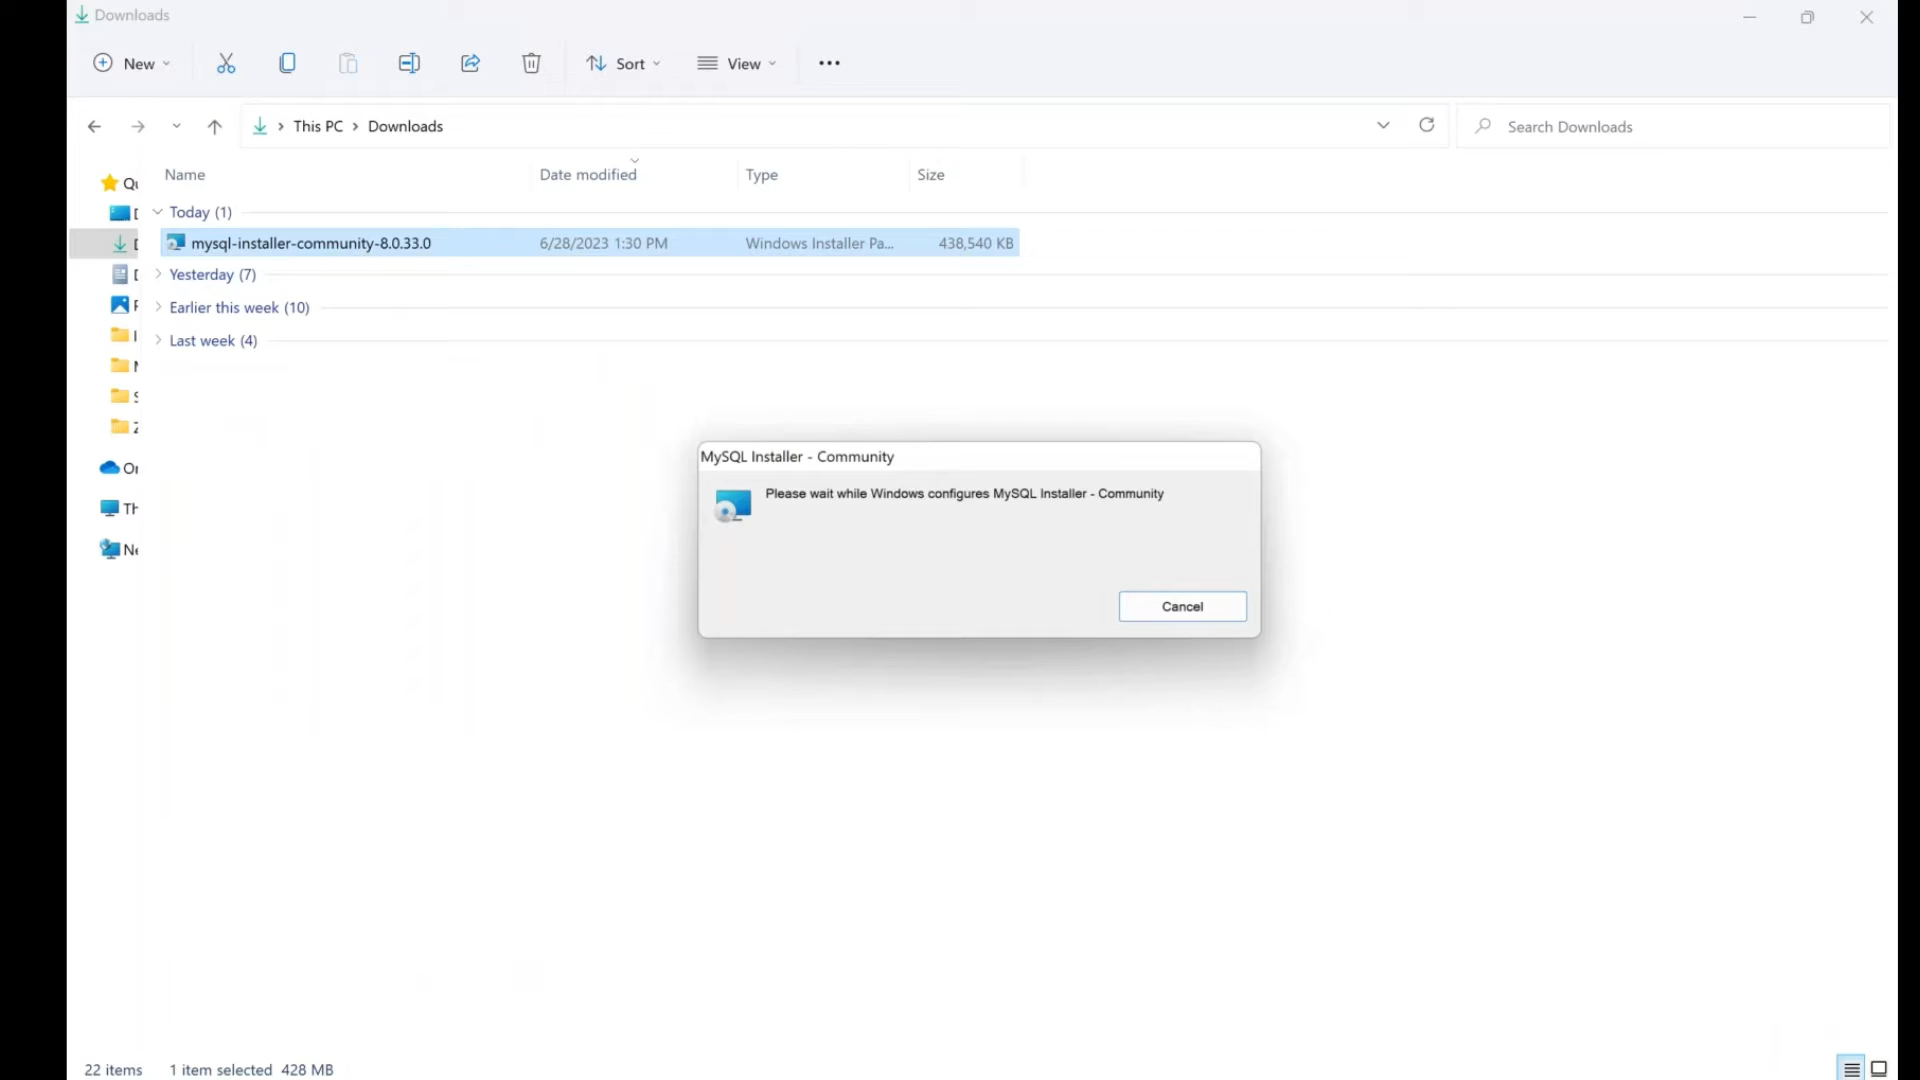 Downloads
New
Sort
View
This PC > Downloads
Search Downloads
Name
Date modified
Type
Size
Today (1)
mysql-installer-community-8.0.33.0
6/28/2023 1:30 PM
Windows Installer Pa...
438,540 KB
Yesterday (7)
Earlier this week (10)
Last week (4)
MySQL Installer - Community
Please wait while Windows configures MySQL Installer - Community
Cancel
22 items
1 item selected 428 MB